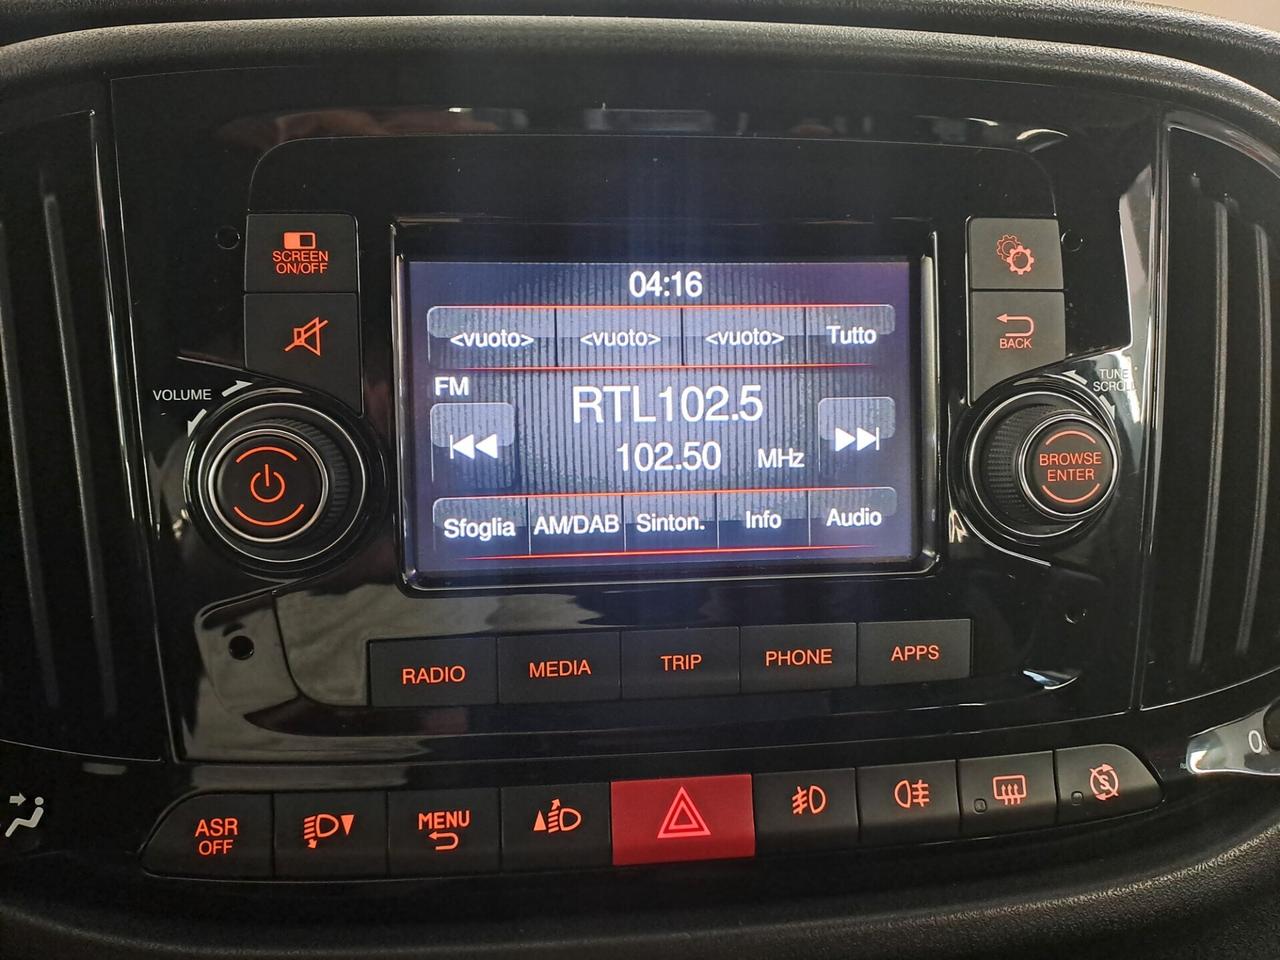 SCREEN
ON/OFF
VOLUME
04:16
<vuoto> <vuoto> <vuoto> Tutto
FM
RTL102.5
102.50 MHz
Sfoglia AM/DAB Sinton. Info Audio
BACK
TUNE
SCROLL
BROWSE
ENTER
RADIO MEDIA TRIP PHONE APPS
ASR
OFF
MENU
0